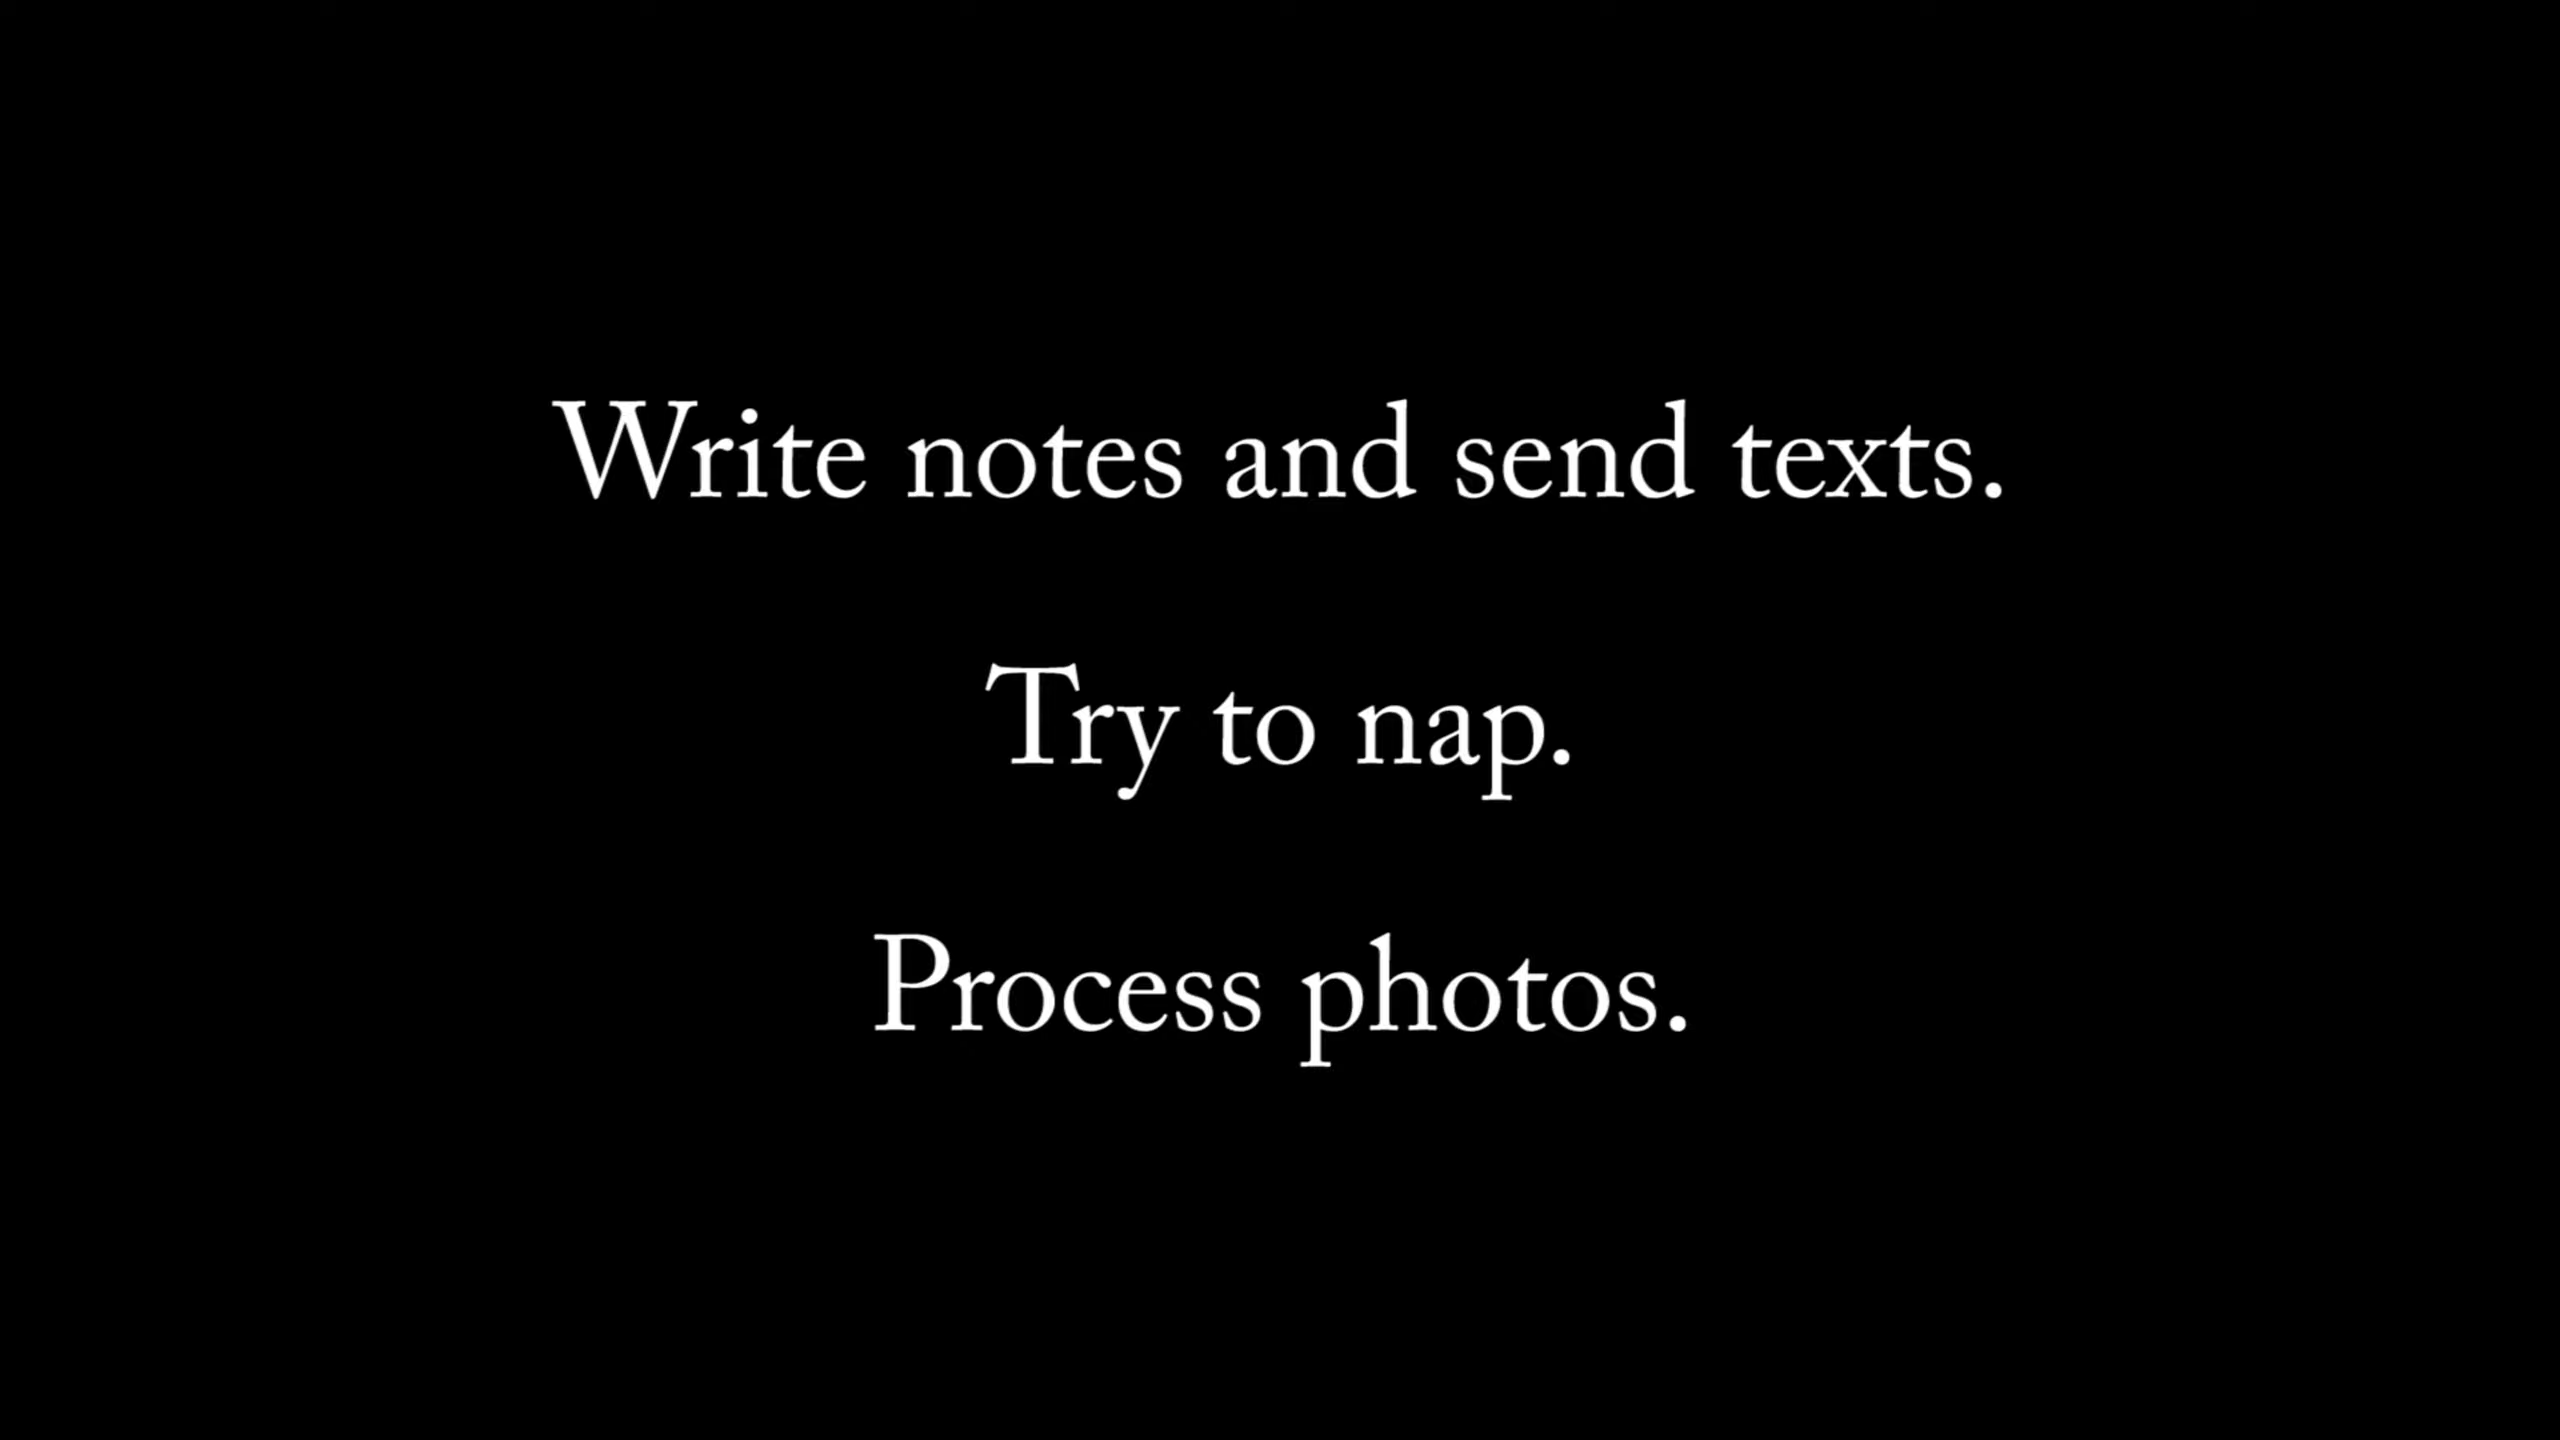 Write notes and send texts.
Try to nap.
Process photos.